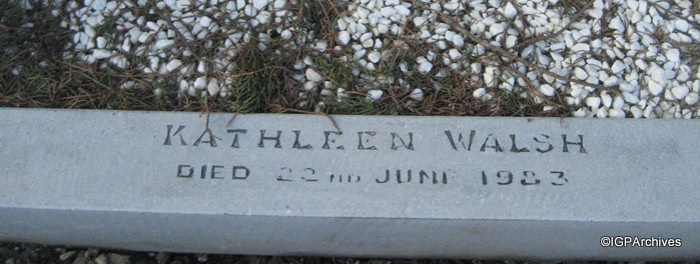 KATHLEEN WALSH
DIED 22ND JUNE 1983
©IGPArchives